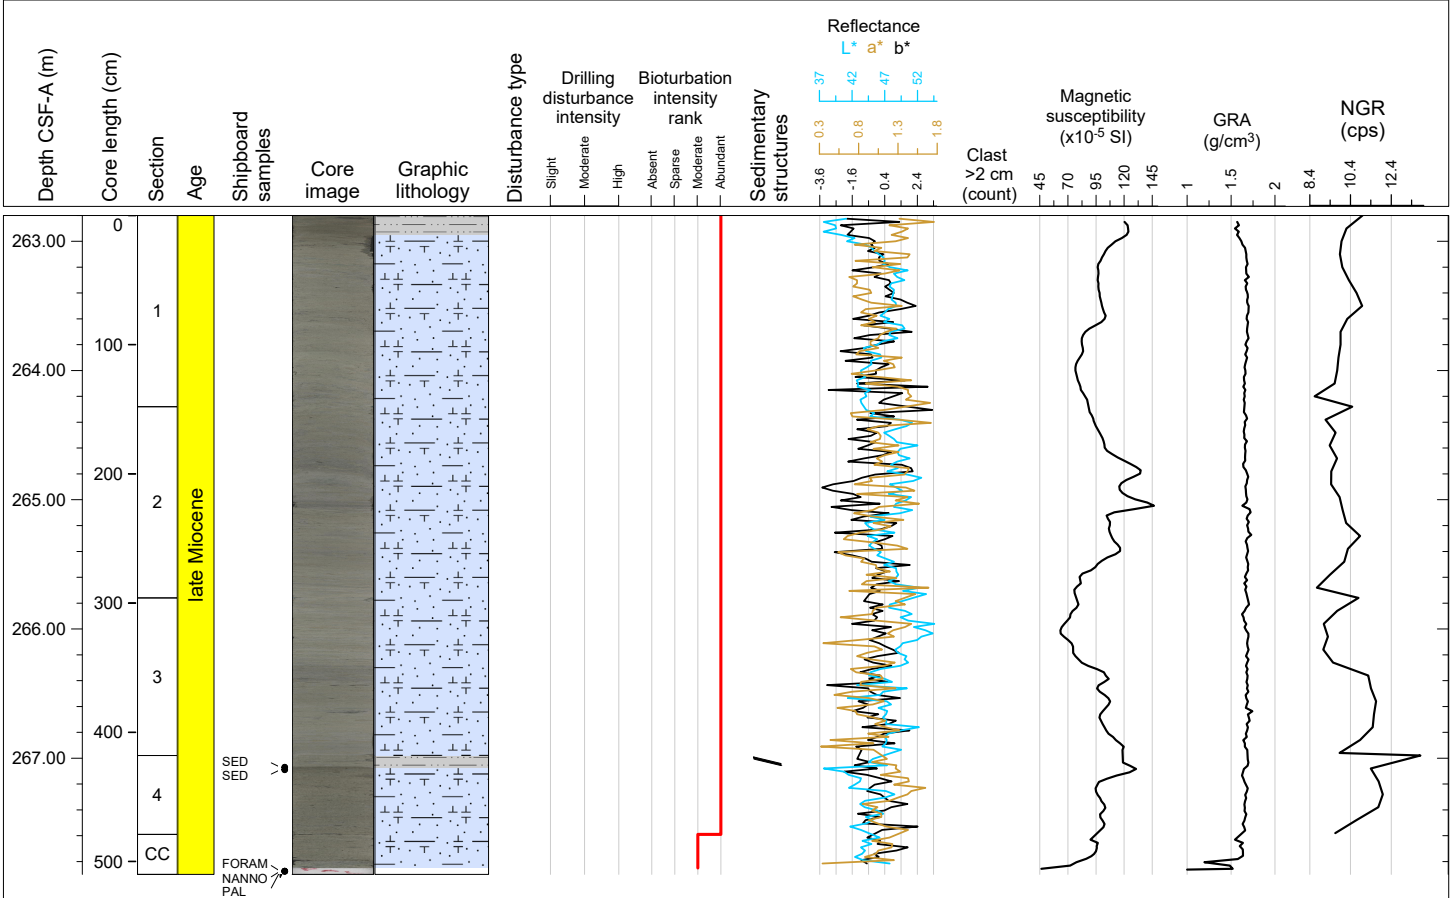 Depth CSF-A (m)
Core length (cm)
Section
Age
Shipboard
samples
Core
image
Graphic
lithology
Disturbance type
Drilling
disturbance
intensity
Slight
Moderate
High
Bioturbation
intensity
rank
Absent
Sparse
Moderate
Abundant
Sedimentary
structures
Reflectance
L* a* b*
37 42 47 52
0.3 0.8 1.3 1.8
-3.6 -1.6 0.4 2.4
Clast
>2 cm
(count)
Magnetic
susceptibility
(x10-5 SI)
45 70 95 120 145
GRA
(g/cm3)
1 1.5 2
NGR
(cps)
8.4 10.4 12.4
263.00
264.00
265.00
266.00
267.00
0
100
200
300
400
500
1
2
3
4
CC
late Miocene
SED
SED
FORAM
NANNO
PAL